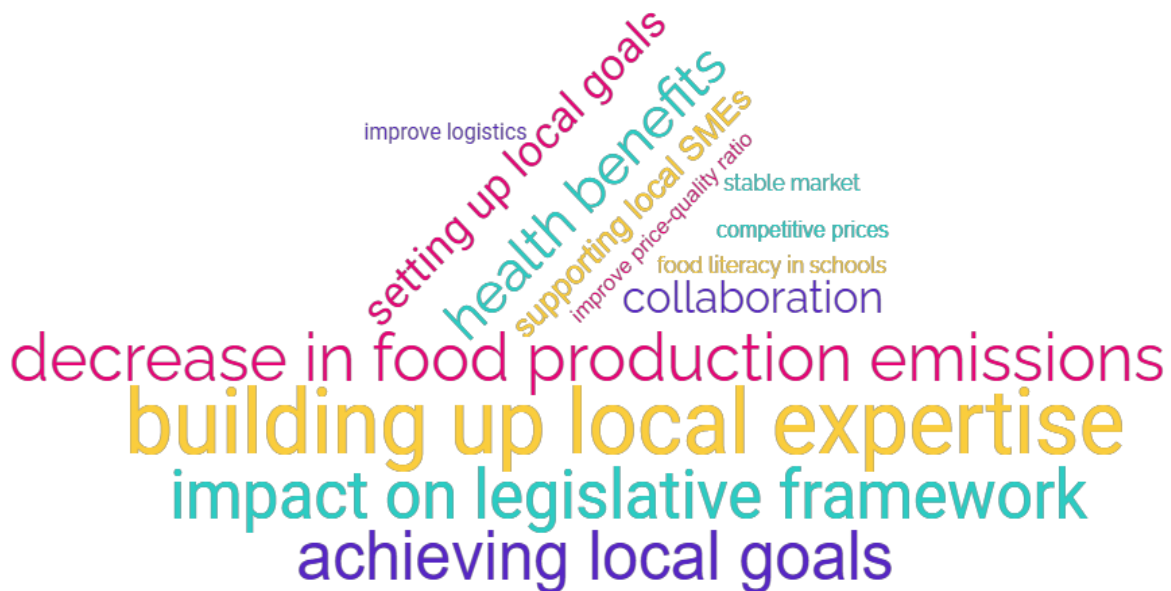 setting up local goals
health benefits
supporting local SMEs
improve price-quality ratio
improve logistics
stable market
competitive prices
food literacy in schools
collaboration
decrease in food production emissions
building up local expertise
impact on legislative framework
achieving local goals